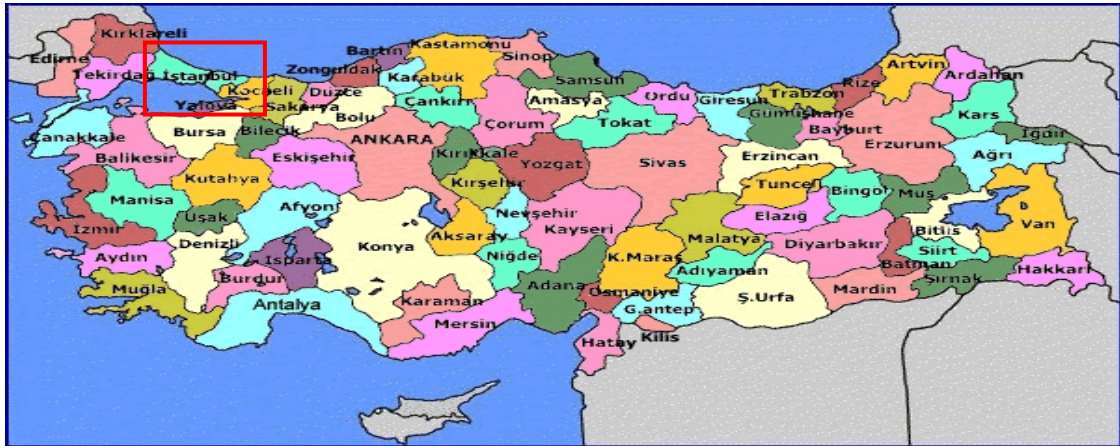 Kırklareli
Edirne
Tekirdağ
İstanbul
Kocaeli
Yalova
Sakarya
Düzce
Zonguldak
Bartın
Kastamonu
Karabük
Sinop
Samsun
Çankırı
Bolu
Amasya
Ordu
Giresun
Trabzon
Rize
Artvin
Ardahan
Kars
Iğdır
Gümüşhane
Bayburt
Erzurum
Ağrı
Çanakkale
Bursa
Bilecik
Balikesir
Eskişehir
ANKARA
Kırıkkale
Çorum
Yozgat
Tokat
Sivas
Erzincan
Tuncel
Bingöl
Muş
Kutahya
Manisa
Uşak
Afyon
Kırşehir
Nevşehir
Kayseri
Malatya
Elazığ
Diyarbakır
Bitlis
Van
İzmir
Aydın
Denizli
Isparta
Burdur
Konya
Aksaray
Niğde
K.Maraş
Adıyaman
Batman
Siirt
Şırnak
Hakkari
Muğla
Antalya
Karaman
Mersin
Adana
Osmaniye
G.antep
Ş.Urfa
Mardin
Hatay
Kilis